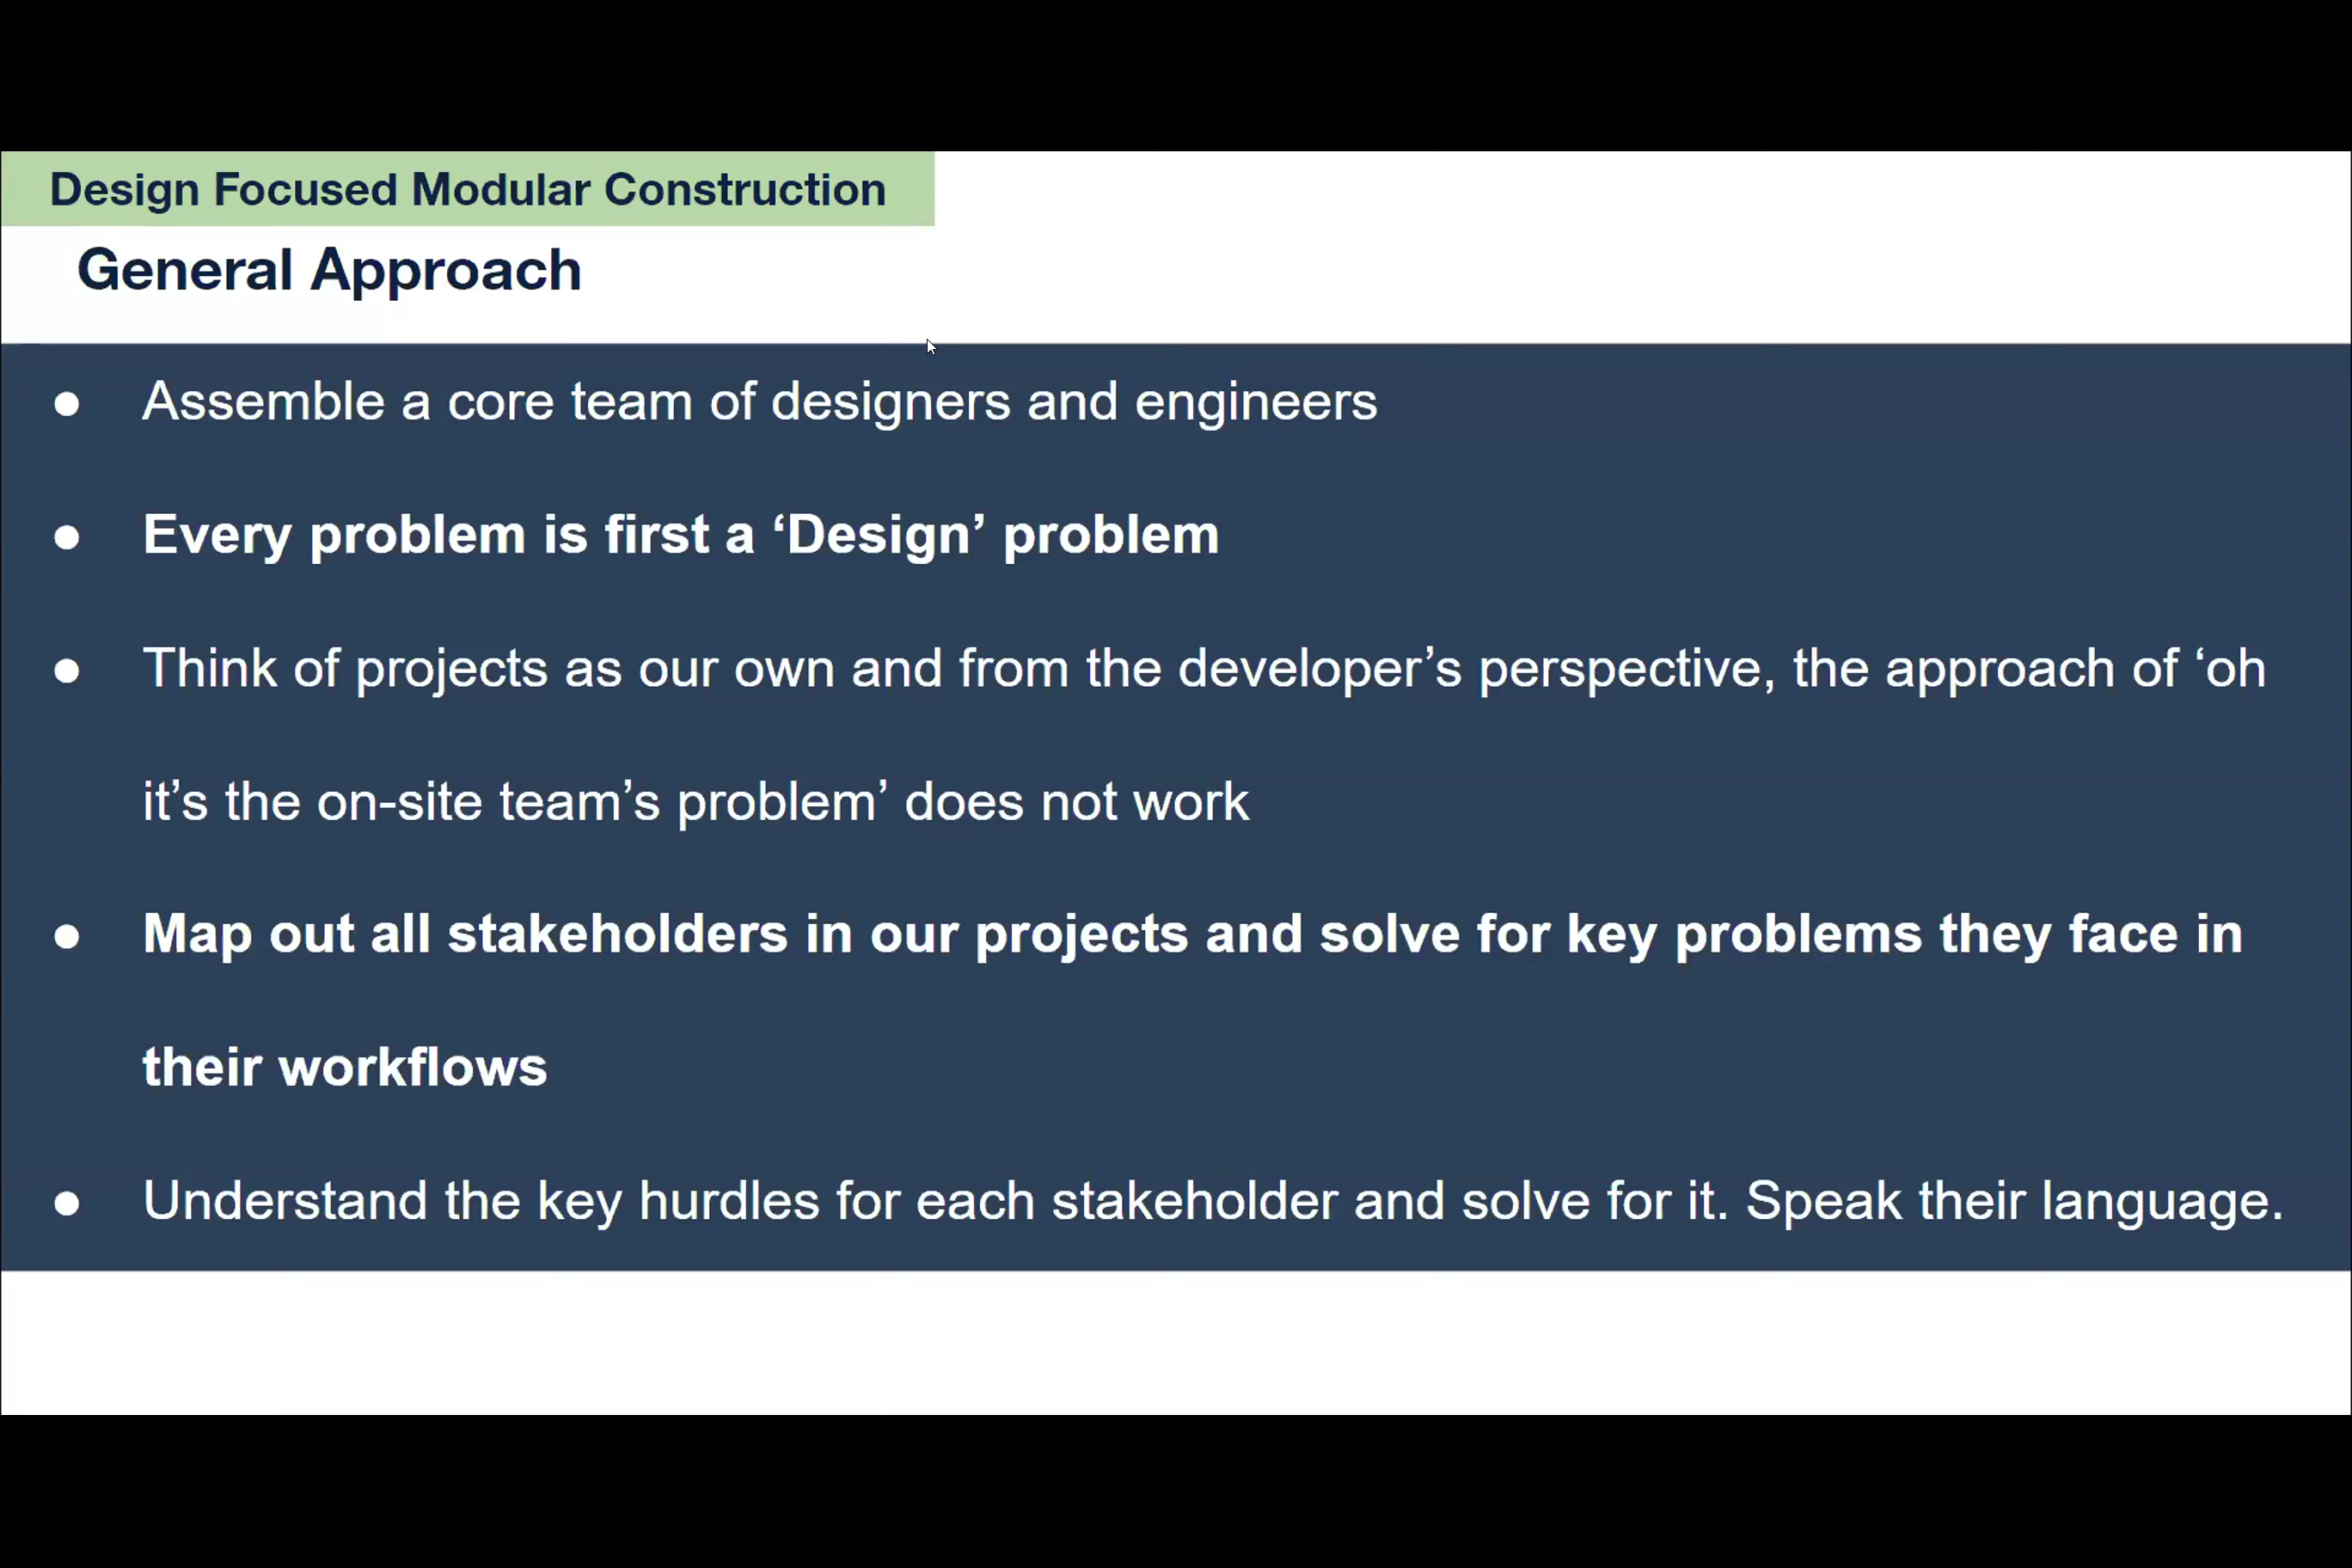 Design Focused Modular Construction
General Approach
● Assemble a core team of designers and engineers
● Every problem is first a ‘Design’ problem
● Think of projects as our own and from the developer’s perspective, the approach of ‘oh
it’s the on-site team’s problem’ does not work
● Map out all stakeholders in our projects and solve for key problems they face in
their workflows
● Understand the key hurdles for each stakeholder and solve for it. Speak their language.